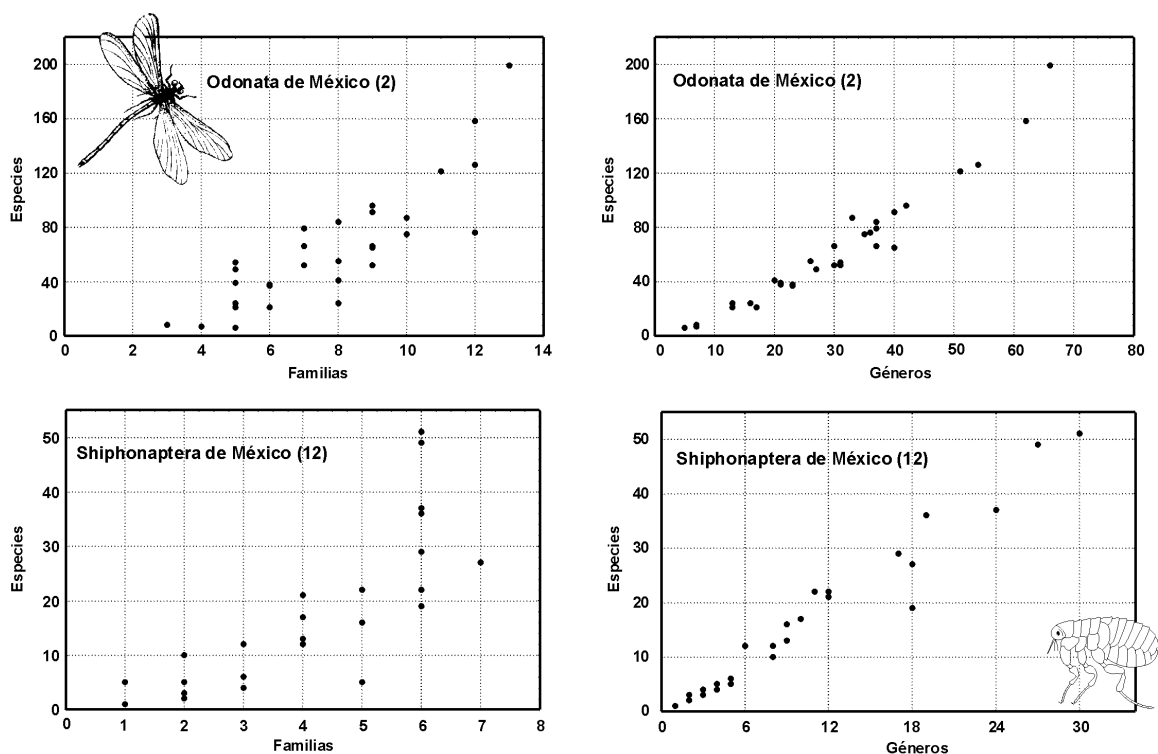 Odonata de México (2)
200
160
120
80
40
0
Especies
0 2 4 6 8 10 12 14
Familias
Odonata de México (2)
200
160
120
80
40
0
Especies
0 10 20 30 40 50 60 70 80
Géneros
Shiphonaptera de México (12)
50
40
30
20
10
0
Especies
0 1 2 3 4 5 6 7 8
Familias
Shiphonaptera de México (12)
50
40
30
20
10
0
Especies
0 6 12 18 24 30
Géneros